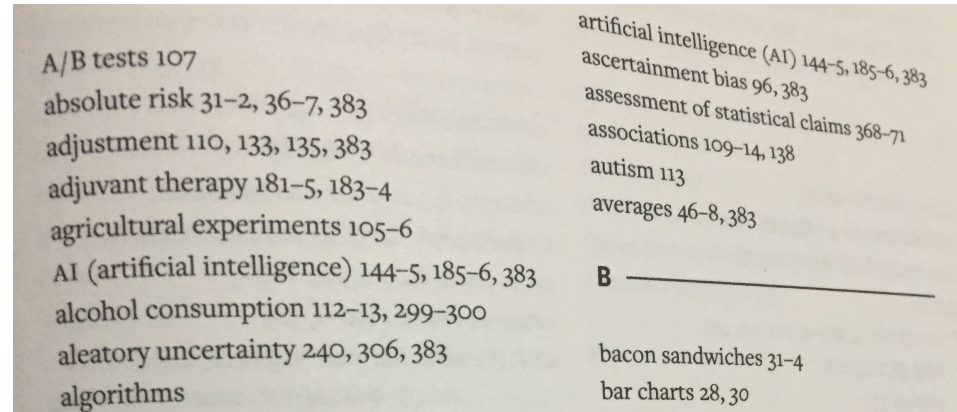 A/B tests 107
absolute risk 31–2, 36–7, 383
adjustment 110, 133, 135, 383
adjuvant therapy 181–5, 183–4
agricultural experiments 105–6
AI (artificial intelligence) 144–5, 185–6, 383
alcohol consumption 112–13, 299–300
aleatory uncertainty 240, 306, 383
algorithms
artificial intelligence (AI) 144–5, 185–6, 383
ascertainment bias 96, 383
assessment of statistical claims 368–71
associations 109–14, 138
autism 113
averages 46–8, 383
B
bacon sandwiches 31–4
bar charts 28, 30